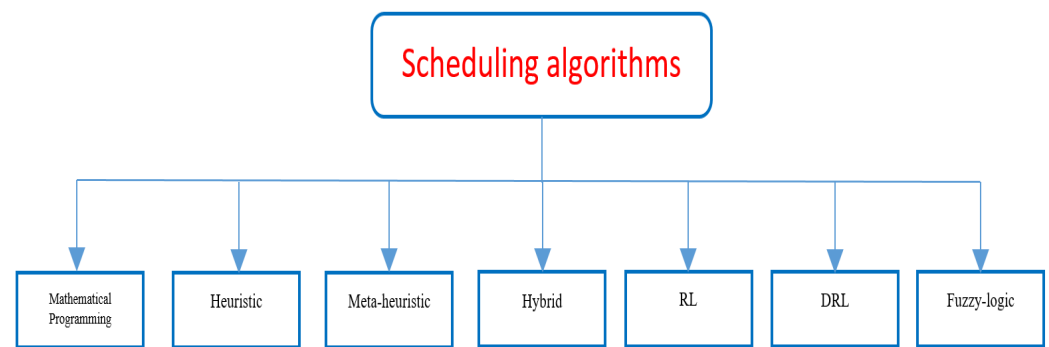 Scheduling algorithms
Mathematical
Programming
Heuristic
Meta-heuristic
Hybrid
RL
DRL
Fuzzy-logic